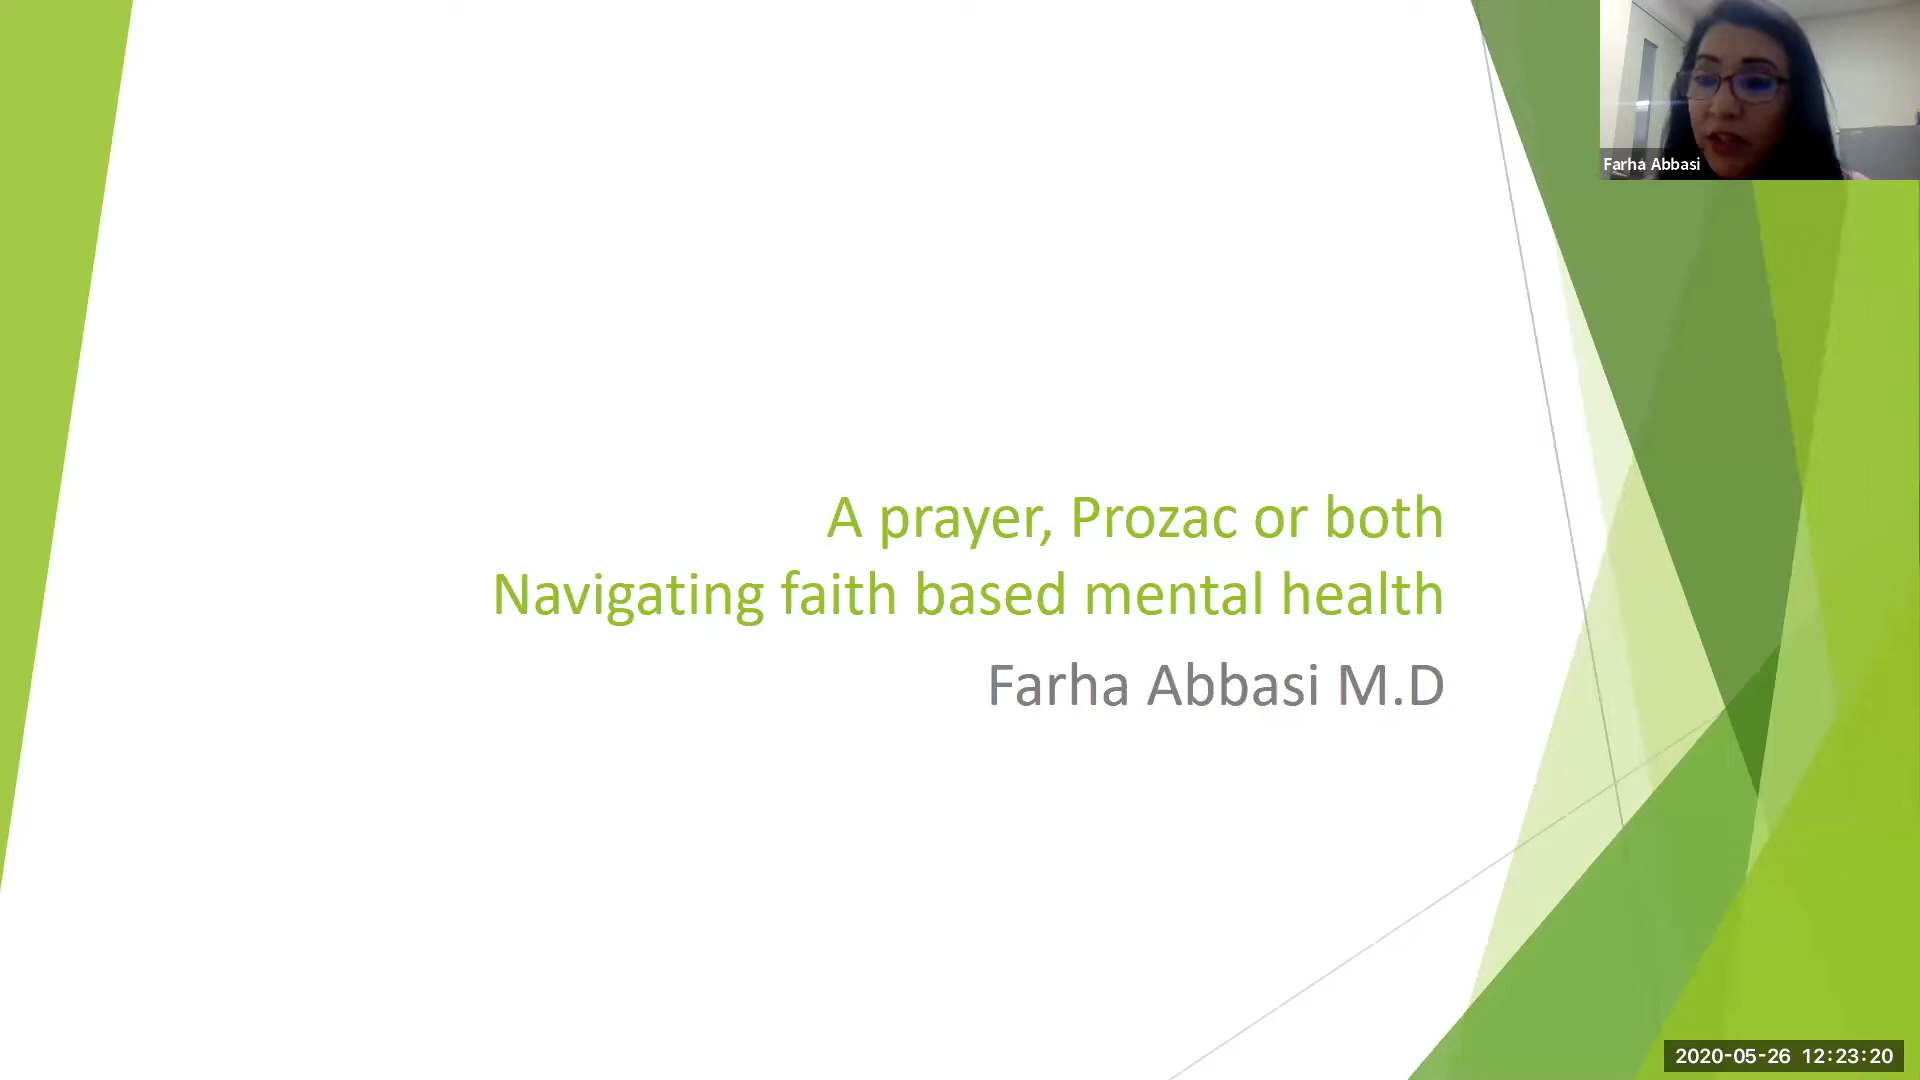 Farha Abbasi
A prayer, Prozac or both
Navigating faith based mental health
Farha Abbasi M.D
2020-05-26 12:23:20